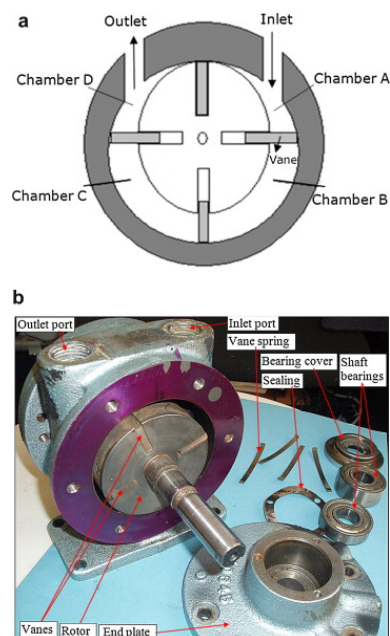 a
Outlet
Inlet
Chamber D
Chamber A
Vane
Chamber C
Chamber B
b
Outlet port
Inlet port
Vane spring
Bearing cover
Shaft
bearings
Sealing
Vanes
Rotor
End plate